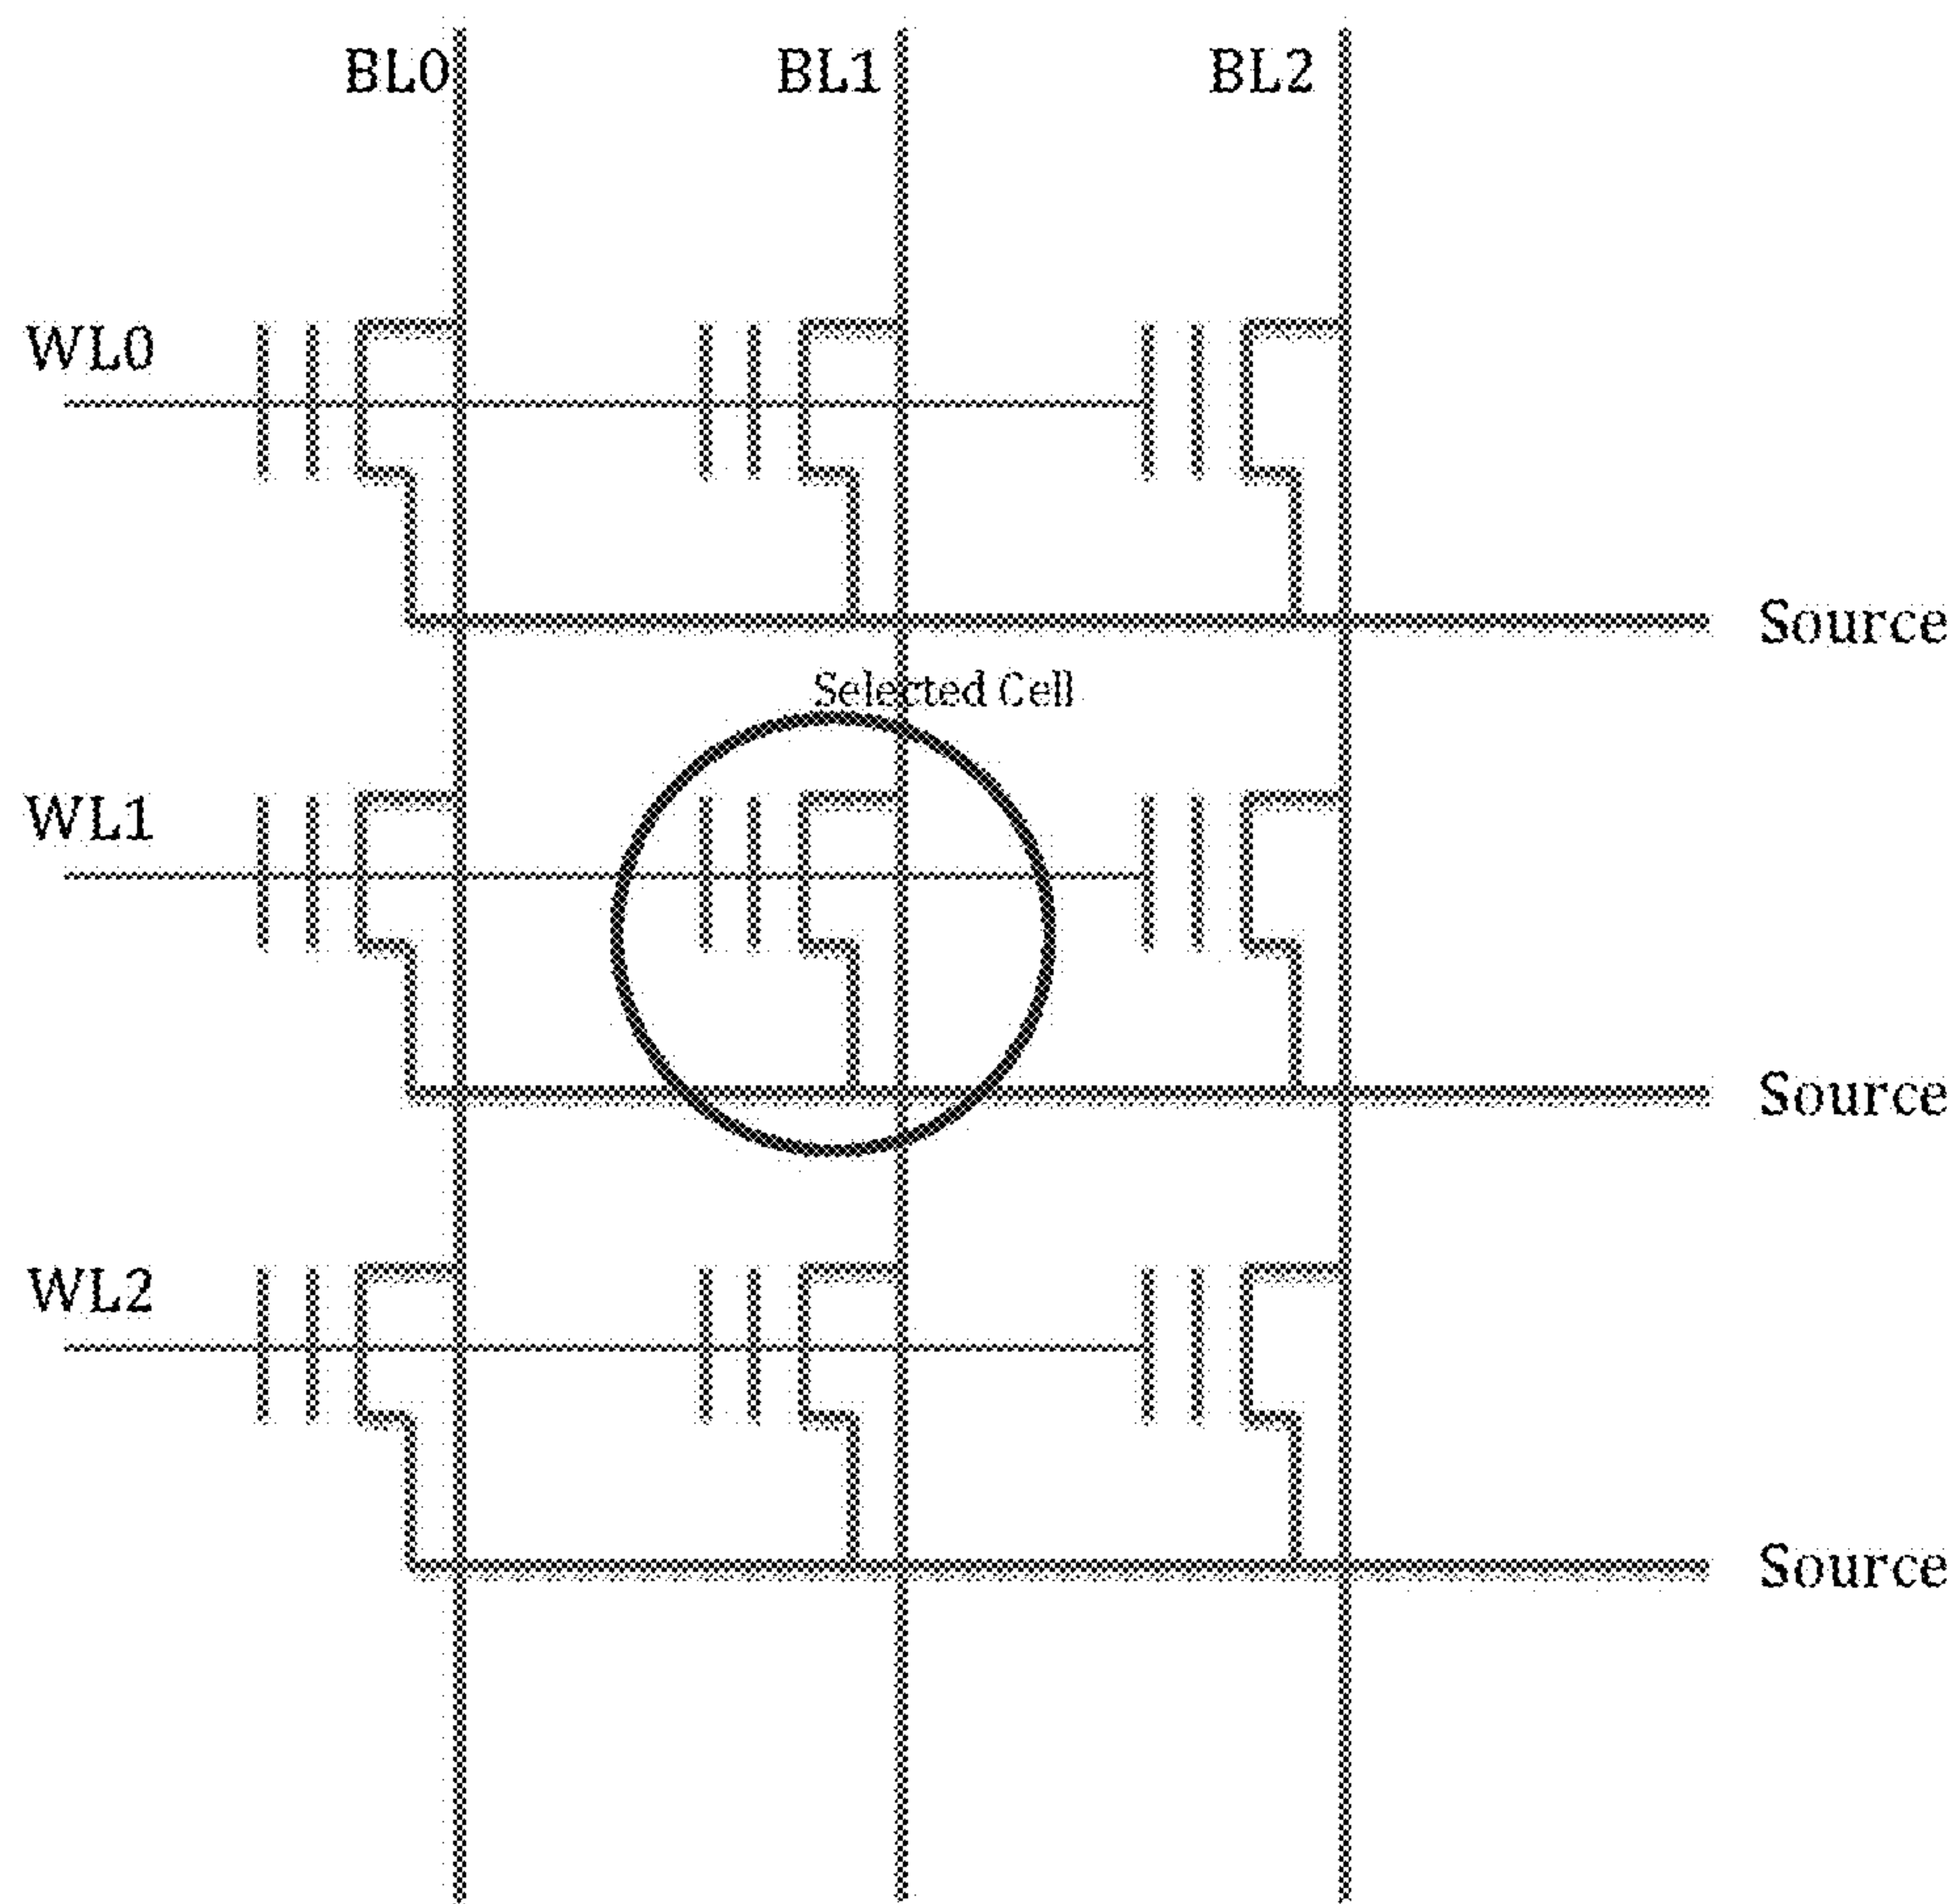 BL0 BL1 BL2
WL0
Source
Selected Cell
WL1
Source
WL2
Source